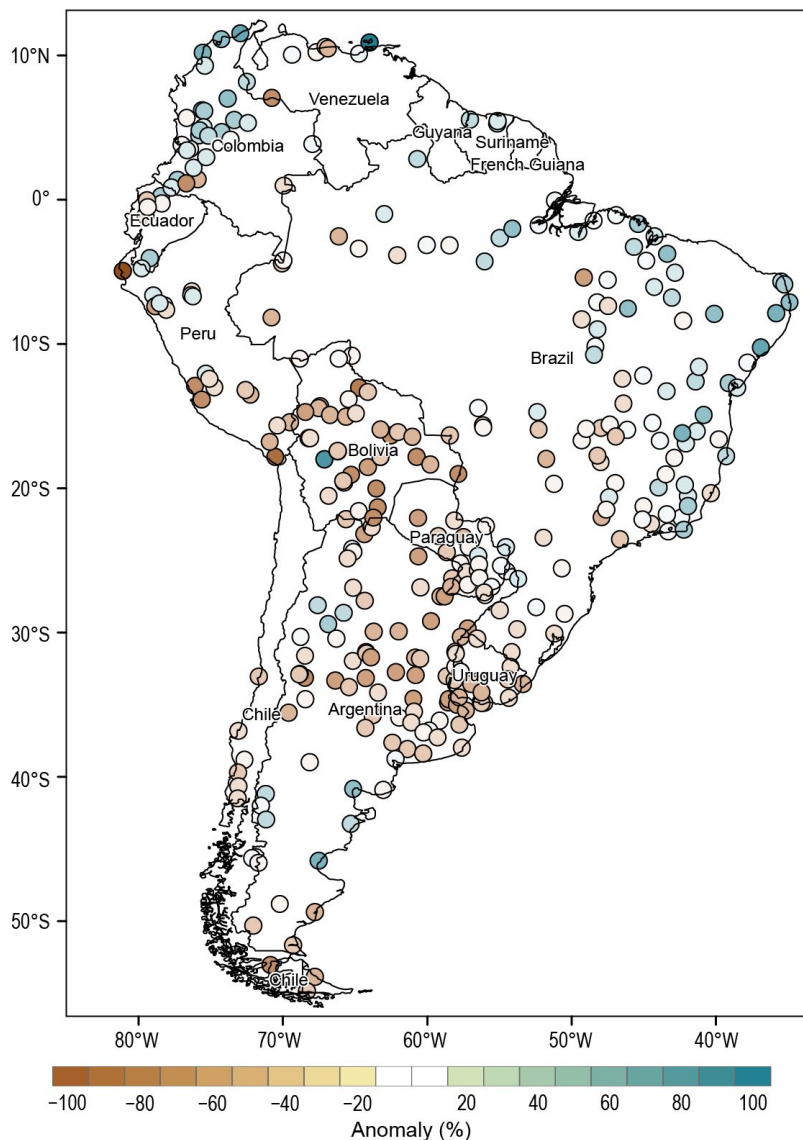 10°N
Venezuela
Guyana
Suriname
Colombia
French Guiana
0°
Ecuador
Peru
10°S
Brazil
Bolivia
20°S
Paraguay
30°S
Uruguay
Argentina
Chile
40°S
50°S
Chile
80°W 70°W 60°W 50°W 40°W
−100 −80 −60 −40 −20 20 40 60 80 100
Anomaly (%)